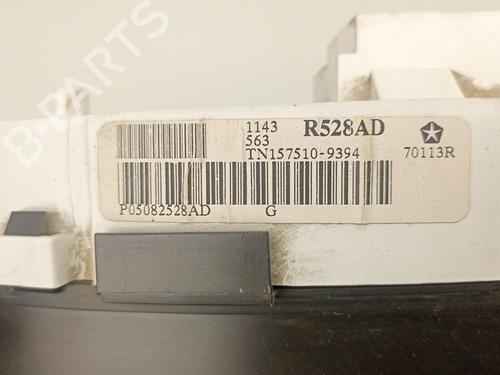 B-PARTS
1143 R528AD
563
TN157510-9394 70113R
P05082528AD G